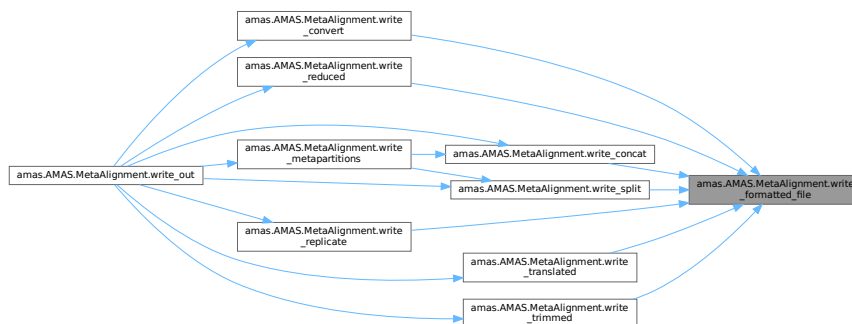 amas.AMAS.MetaAlignment.write
_convert
amas.AMAS.MetaAlignment.write
_reduced
amas.AMAS.MetaAlignment.write
_metapartitions
amas.AMAS.MetaAlignment.write_concat
amas.AMAS.MetaAlignment.write_out
amas.AMAS.MetaAlignment.write_split
amas.AMAS.MetaAlignment.write
_formatted_file
amas.AMAS.MetaAlignment.write
_replicate
amas.AMAS.MetaAlignment.write
_translated
amas.AMAS.MetaAlignment.write
_trimmed